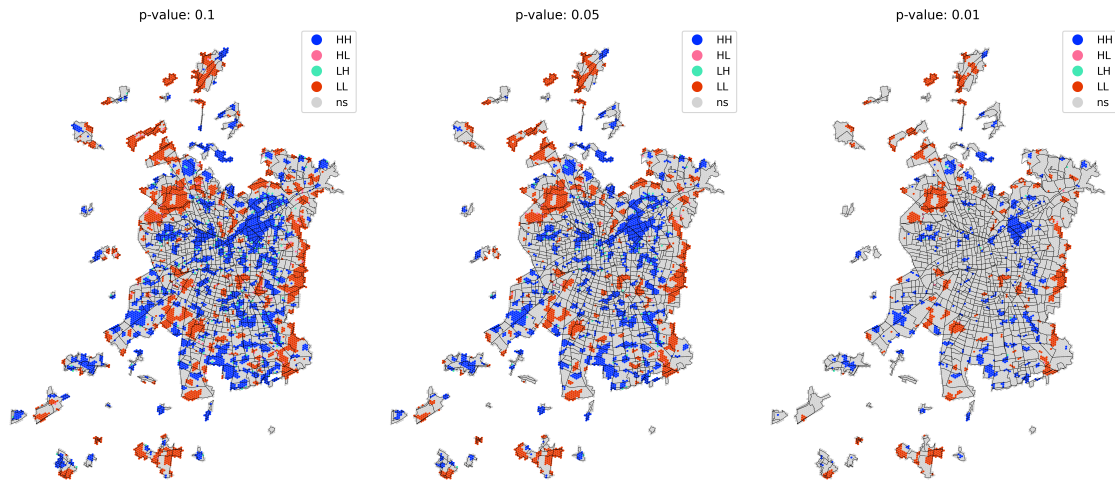 p-value: 0.1
HH
HL
LH
LL
ns
p-value: 0.05
HH
HL
LH
LL
ns
p-value: 0.01
HH
HL
LH
LL
ns